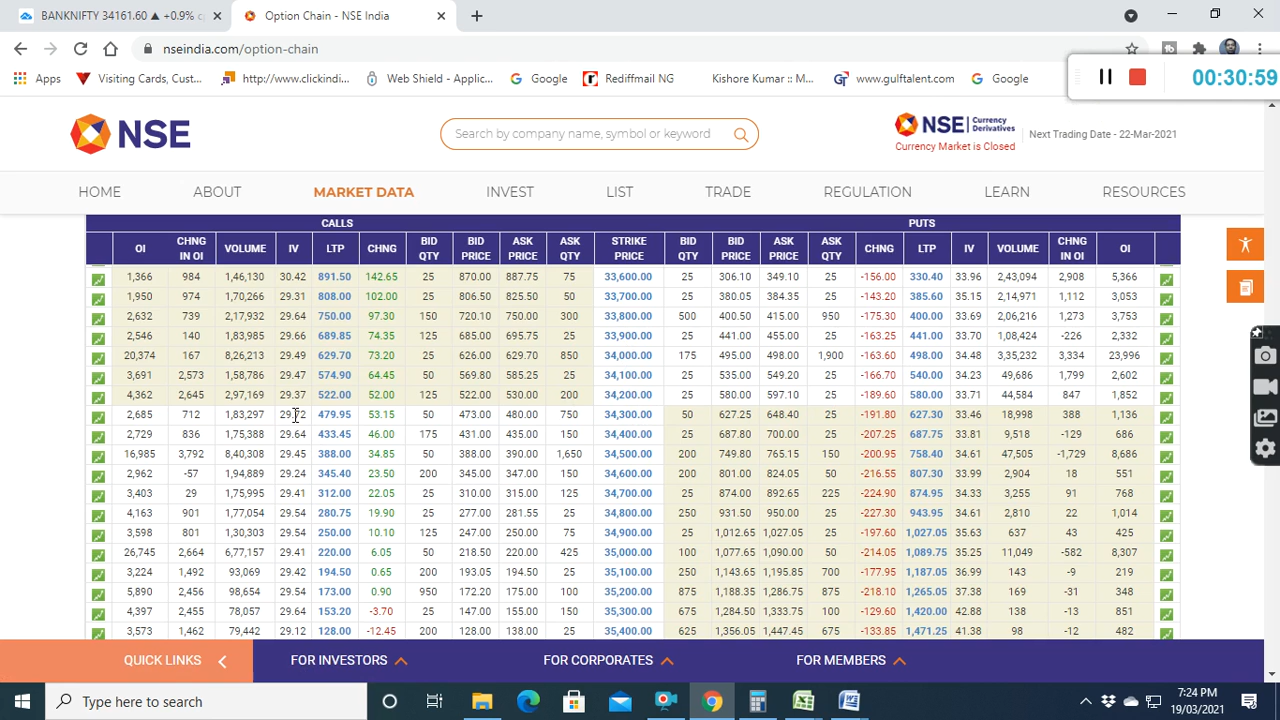 BANKNIFTY 34161.60 ▲ +0.9%
Option Chain - NSE India
nseindia.com/option-chain
Apps Visiting Cards, Cust... http://www.clickindi... Web Shield - Applic... Google Rediffmail NG Kishore Kumar :: M... www.gulftalent.com Google
00:30:59
NSE
Search by company name, symbol or keyword
NSE Currency Derivatives
Currency Market is Closed
Next Trading Date - 22-Mar-2021
HOME ABOUT MARKET DATA INVEST LIST TRADE REGULATION LEARN RESOURCES
CALLS PUTS
OI CHNG IN OI VOLUME IV LTP CHNG BID QTY BID PRICE ASK PRICE ASK QTY STRIKE PRICE BID QTY BID PRICE ASK PRICE ASK QTY CHNG LTP IV VOLUME CHNG IN OI OI
1,366 984 1,46,130 30.42 891.50 142.65 25 870.00 887.75 75 33,600.00 25 306.10 349.10 25 -156.00 330.40 33.96 2,43,094 2,908 5,366
1,950 974 1,70,266 29.31 808.00 102.00 25 806.50 825.50 50 33,700.00 25 380.05 384.35 25 -143.20 385.60 35.15 2,14,971 1,112 3,053
2,632 739 2,17,932 29.64 750.00 97.30 150 720.10 750.00 300 33,800.00 500 400.50 415.00 950 -175.30 400.00 33.69 2,06,216 1,273 3,753
2,546 140 1,83,985 29.66 689.85 74.35 125 665.00 695.75 25 33,900.00 25 441.00 455.00 25 -163.25 441.00 33.70 1,08,424 -226 2,332
20,374 167 8,26,213 29.49 629.70 73.20 25 626.00 629.70 850 34,000.00 175 495.00 498.00 1,900 -163.60 498.00 34.48 3,35,232 3,334 23,996
3,691 2,573 1,58,786 29.47 574.90 64.45 50 569.80 585.25 25 34,100.00 25 535.00 549.20 25 -166.70 540.00 34.23 49,686 1,799 2,602
4,362 2,645 2,97,169 29.37 522.00 52.00 125 522.00 530.00 200 34,200.00 25 580.00 597.10 25 -189.60 580.00 33.71 44,584 847 1,852
2,685 712 1,83,297 479.95 53.15 50 473.00 480.00 750 34,300.00 50 627.25 648.40 25 -191.80 627.30 33.46 18,998 388 1,136
2,729 836 1,75,388 29.64 433.45 46.00 175 431.00 435.00 150 34,400.00 25 687.80 700.00 25 -207.25 687.75 33.81 9,518 -129 686
16,985 3,792 8,40,308 29.45 388.00 34.85 25 388.00 390.00 1,650 34,500.00 200 749.80 765.15 150 -200.95 758.40 34.61 47,505 -1,729 8,686
2,962 -57 1,94,889 29.24 345.40 23.50 200 345.00 347.00 150 34,600.00 200 801.00 824.05 50 -216.55 807.30 33.99 2,904 18 551
3,403 29 1,75,995 29.41 312.00 22.05 25 310.00 315.00 125 34,700.00 25 874.00 892.65 225 -224.90 874.95 34.33 3,255 91 768
4,163 901 1,77,054 29.54 280.75 19.90 25 277.00 281.55 25 34,800.00 250 931.50 950.00 25 -227.30 943.95 34.61 2,810 22 1,014
3,598 801 1,30,303 29.54 250.00 10.10 125 247.00 250.00 75 34,900.00 25 1,012.65 1,027.05 25 -197.60 1,027.05 35.63 637 43 425
26,745 2,664 6,77,157 29.41 220.00 6.05 50 218.50 220.00 425 35,000.00 100 1,077.65 1,090.00 50 -214.05 1,089.75 35.25 11,049 -582 8,307
3,224 1,492 93,069 29.42 194.50 0.65 200 193.05 194.50 25 35,100.00 250 1,143.65 1,195.85 700 -177.95 1,187.05 36.99 143 -9 219
5,890 2,456 98,654 29.54 173.00 0.90 950 172.20 175.00 100 35,200.00 875 1,188.35 1,286.75 875 -218.10 1,265.05 37.38 169 -31 348
4,397 2,455 78,057 29.64 153.20 -3.70 25 147.00 155.00 150 35,300.00 675 1,284.50 1,333.75 100 -129.60 1,420.00 42.88 138 -13 851
3,573 1,462 79,442 29.12 128.00 -12.45 200 128.00 138.00 25 35,400.00 625 1,356.05 1,447.45 675 -133.85 1,471.25 41.38 98 -12 482
QUICK LINKS FOR INVESTORS FOR CORPORATES FOR MEMBERS
Type here to search
7:24 PM
19/03/2021